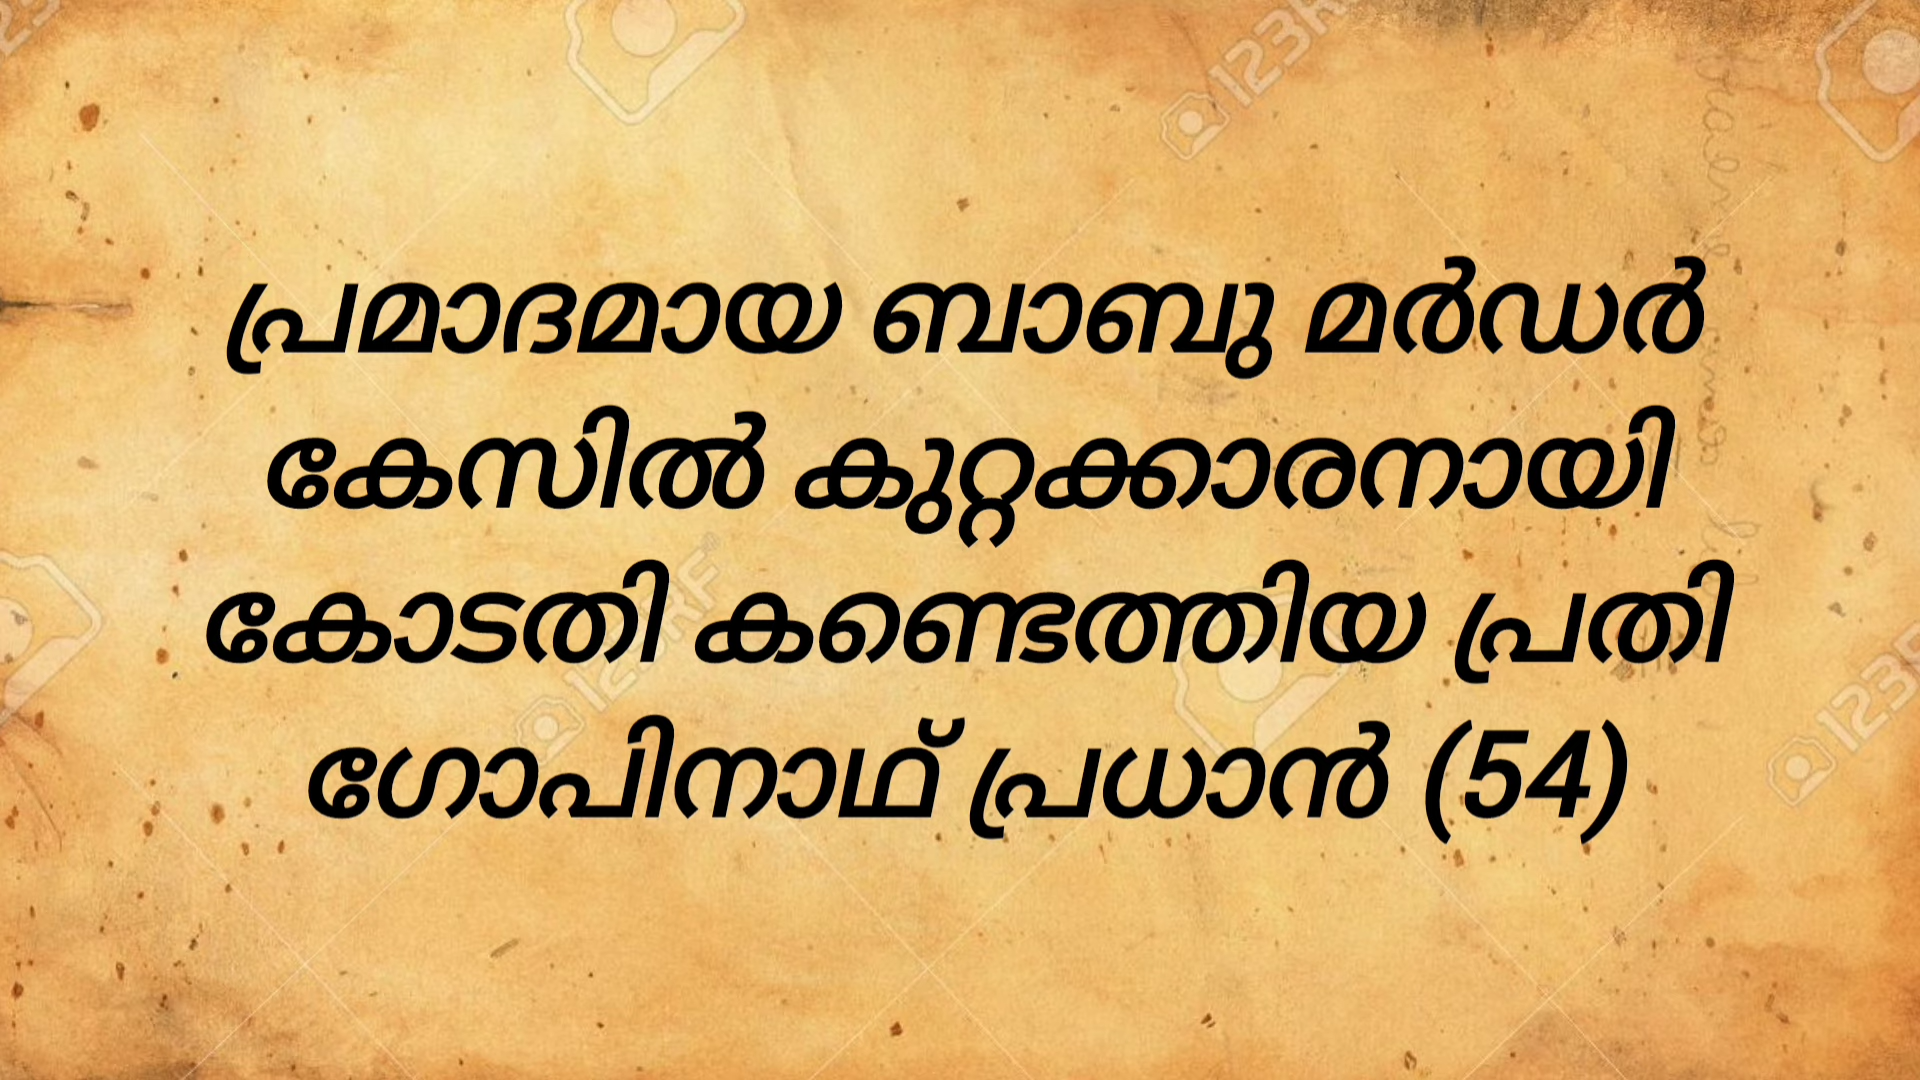 പ്രമാദമായ ബാബു മർഡർ
കേസിൽ കുറ്റക്കാരനായി
കോടതി കണ്ടെത്തിയ പ്രതി
ഗോപിനാഥ് പ്രധാൻ (54)